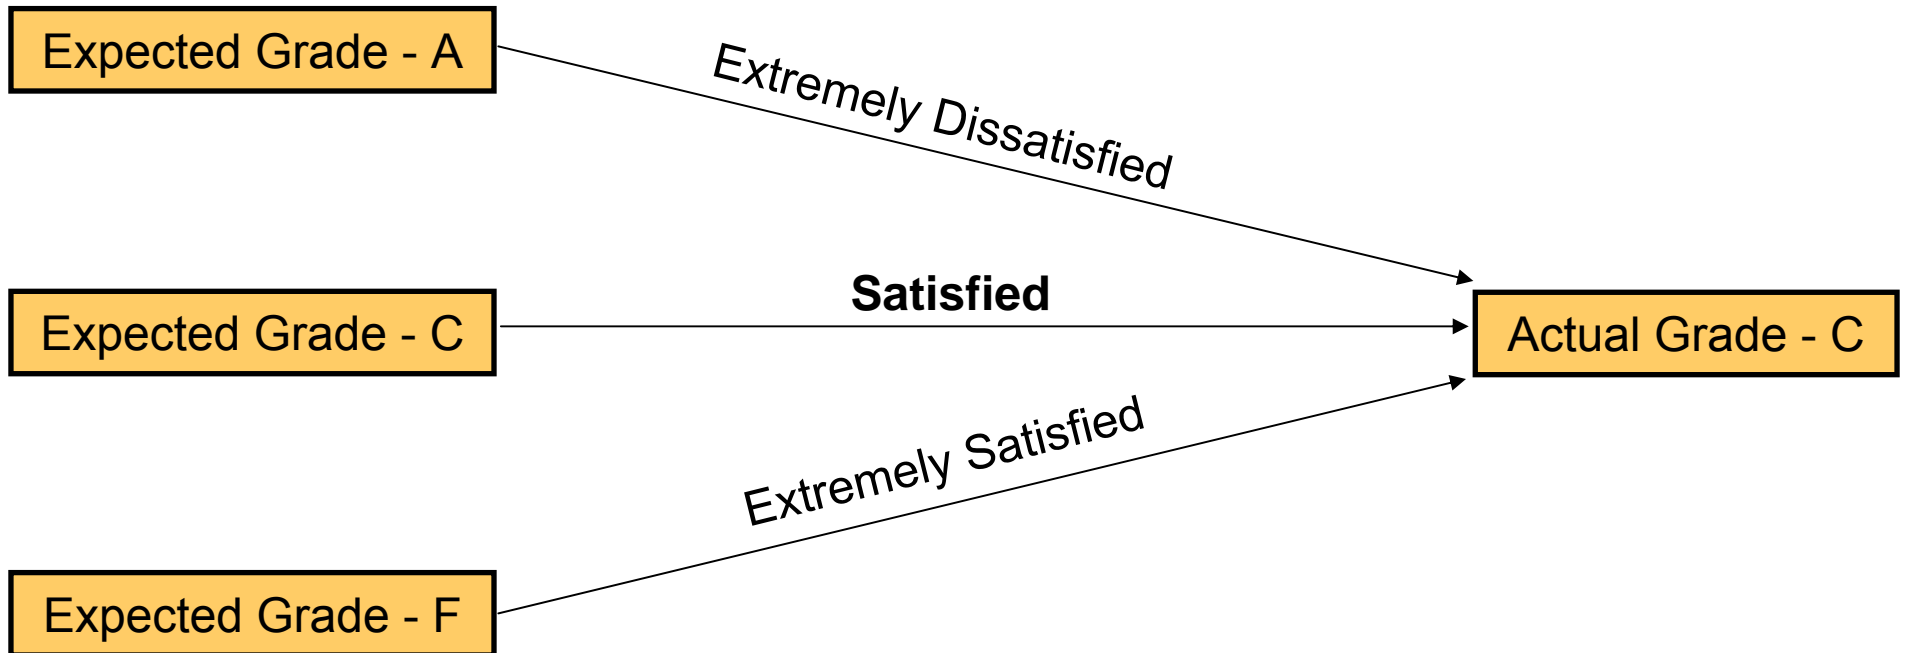 Expected Grade - A
Extremely Dissatisfied
Expected Grade - C
Satisfied
Actual Grade - C
Extremely Satisfied
Expected Grade - F